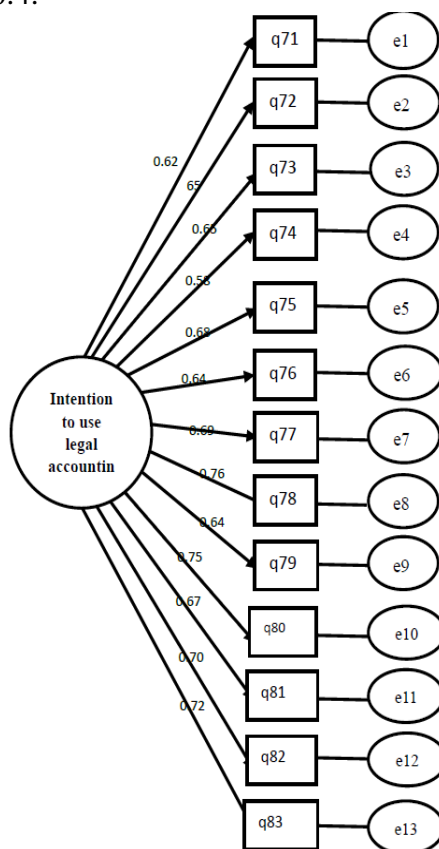 q71
e1
q72
e2
0.62
q73
e3
65
q74
e4
0.65
0.58
q75
e5
0.68
q76
e6
0.64
Intention
to use
legal
accountin
q77
e7
0.69
0.76
q78
e8
0.64
q79
e9
0.75
q80
e10
0.67
q81
e11
0.70
0.72
q82
e12
q83
e13